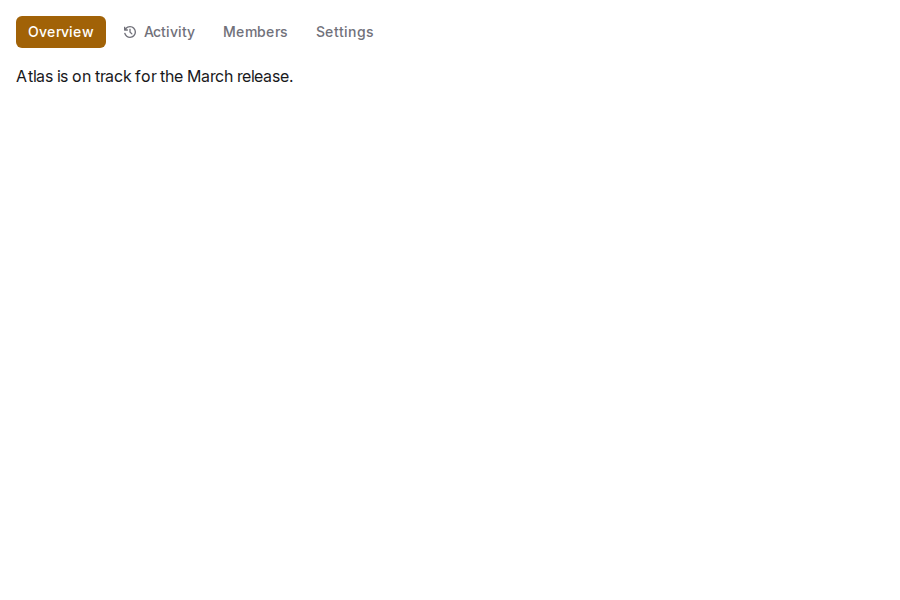 Overview Activity Members Settings
Atlas is on track for the March release.